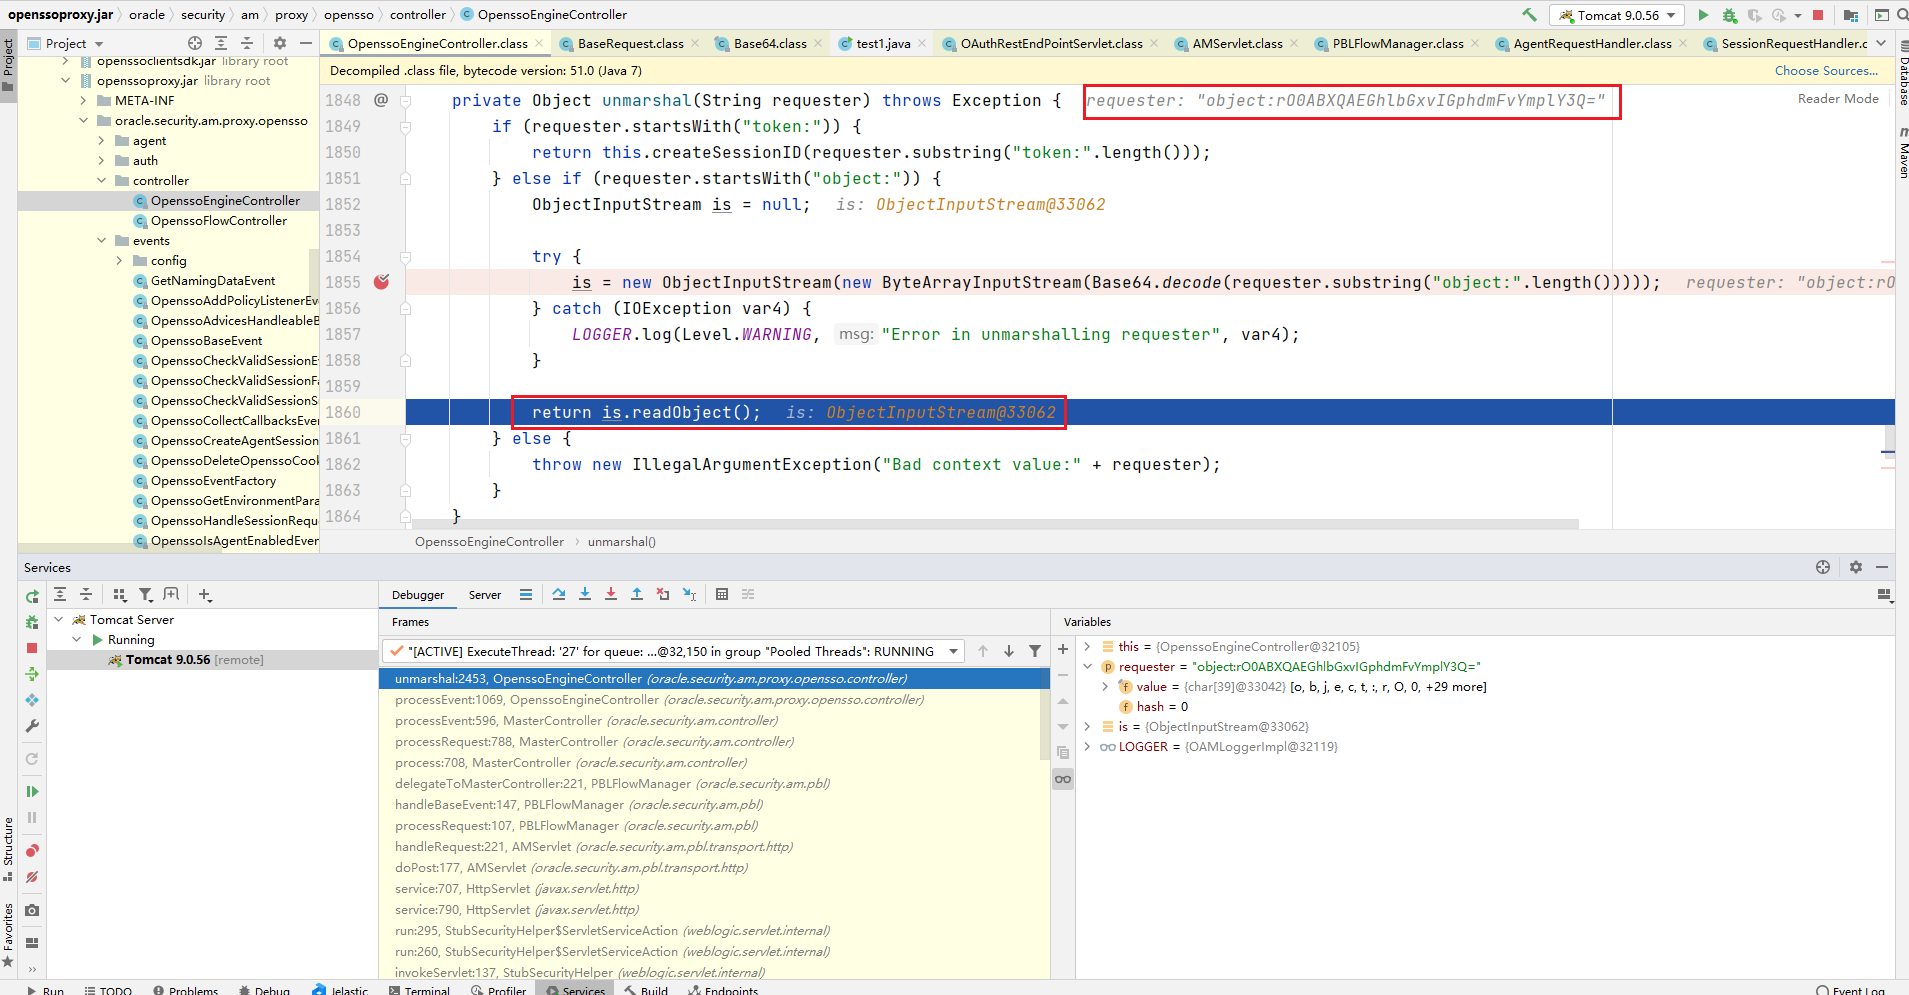 openssoproxy.jar oracle security am proxy opensso controller OpenssoEngineController
Tomcat 9.0.56
Project
OpenssoEngineController.class BaseRequest.class Base64.class test1.java OAuthRestEndPointServlet.class AMServlet.class PBLFlowManager.class AgentRequestHandler.class SessionRequestHandler.c
Decompiled .class file, bytecode version: 51.0 (Java 7) Choose Sources...
Reader Mode
Project
Structure
Favorites
Database
Maven
openssoclientsdk.jar library root
openssoproxy.jar library root
META-INF
oracle.security.am.proxy.opensso
agent
auth
controller
OpenssoEngineController
OpenssoFlowController
events
config
GetNamingDataEvent
OpenssoAddPolicyListenerEv
OpenssoAdvicesHandleableB
OpenssoBaseEvent
OpenssoCheckValidSessionE
OpenssoCheckValidSessionFa
OpenssoCheckValidSessionS
OpenssoCollectCallbacksEver
OpenssoCreateAgentSession
OpenssoDeleteOpenssoCook
OpenssoEventFactory
OpenssoGetEnvironmentPara
OpenssoHandleSessionRequ
OpenssoIsAgentEnabledEver
1848 @ private Object unmarshal(String requester) throws Exception { requester: "object:rO0ABXQAEGhlbGxvIGphdmFvYmplY3Q="
1849 if (requester.startsWith("token:")) {
1850 return this.createSessionID(requester.substring("token:".length()));
1851 } else if (requester.startsWith("object:")) {
1852 ObjectInputStream is = null; is: ObjectInputStream@33062
1853
1854 try {
1855 is = new ObjectInputStream(new ByteArrayInputStream(Base64.decode(requester.substring("object:".length())))); requester: "object:rO
1856 } catch (IOException var4) {
1857 LOGGER.log(Level.WARNING, msg: "Error in unmarshalling requester", var4);
1858 }
1859
1860 return is.readObject(); is: ObjectInputStream@33062
1861 } else {
1862 throw new IllegalArgumentException("Bad context value:" + requester);
1863 }
1864 }
OpenssoEngineController unmarshal()
Services
Tomcat Server
Running
Tomcat 9.0.56 [remote]
Debugger Server
Frames
"[ACTIVE] ExecuteThread: '27' for queue: ...@32,150 in group "Pooled Threads": RUNNING
unmarshal:2453, OpenssoEngineController (oracle.security.am.proxy.opensso.controller)
processEvent:1069, OpenssoEngineController (oracle.security.am.proxy.opensso.controller)
processEvent:596, MasterController (oracle.security.am.controller)
processRequest:788, MasterController (oracle.security.am.controller)
process:708, MasterController (oracle.security.am.controller)
delegateToMasterController:221, PBLFlowManager (oracle.security.am.pbl)
handleBaseEvent:147, PBLFlowManager (oracle.security.am.pbl)
processRequest:107, PBLFlowManager (oracle.security.am.pbl)
handleRequest:221, AMServlet (oracle.security.am.pbl.transport.http)
doPost:177, AMServlet (oracle.security.am.pbl.transport.http)
service:707, HttpServlet (javax.servlet.http)
service:790, HttpServlet (javax.servlet.http)
run:295, StubSecurityHelper$ServletServiceAction (weblogic.servlet.internal)
run:260, StubSecurityHelper$ServletServiceAction (weblogic.servlet.internal)
invokeServlet:137, StubSecurityHelper (weblogic.servlet.internal)
Variables
this = {OpenssoEngineController@32105}
requester = "object:rO0ABXQAEGhlbGxvIGphdmFvYmplY3Q="
value = {char[39]@33042} [o, b, j, e, c, t, :, r, O, 0, +29 more]
hash = 0
is = {ObjectInputStream@33062}
LOGGER = {OAMLoggerImpl@32119}
Run TODO Problems Debug Jelastic Terminal Profiler Services Build Endpoints Event Log